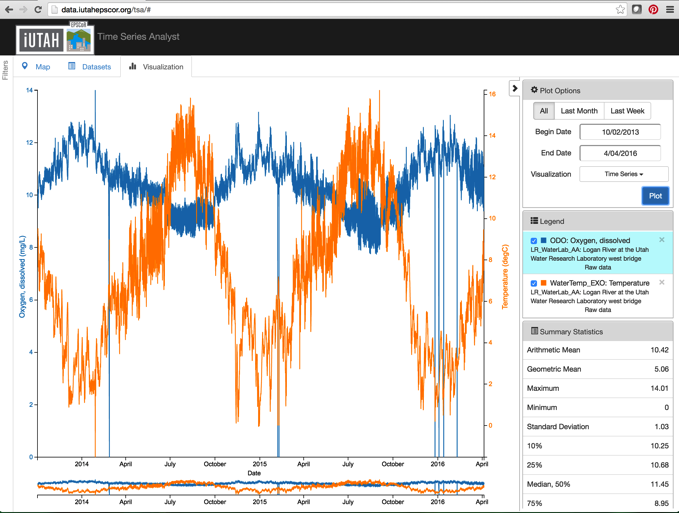 data.iutahepscor.org/tsa/#
iUTAH
EPSCoR
Time Series Analyst
Filters
Map
Datasets
Visualization
Plot Options
All
Last Month
Last Week
Begin Date
10/02/2013
End Date
4/04/2016
Visualization
Time Series
Plot
Legend
ODO: Oxygen, dissolved
LR_WaterLab_AA: Logan River at the Utah
Water Research Laboratory west bridge
Raw data
WaterTemp_EXO: Temperature
LR_WaterLab_AA: Logan River at the Utah
Water Research Laboratory west bridge
Raw data
Summary Statistics
Arithmetic Mean 10.42
Geometric Mean 5.06
Maximum 14.01
Minimum 0
Standard Deviation 1.03
10% 10.25
25% 10.68
Median, 50% 11.45
75% 8.95
Oxygen, dissolved (mg/L)
14
12
10
8
6
4
2
0
Temperature (degC)
16
14
12
10
8
6
4
2
0
2014 April July October 2015 April July October 2016 April
Date
2014 April July October 2015 April July October 2016 April